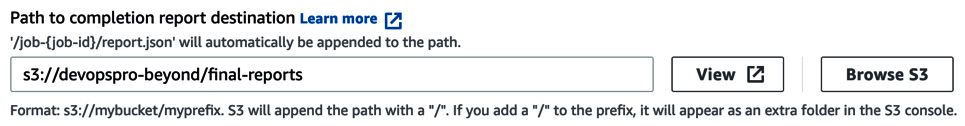 Path to completion report destination Learn more
'/job-{job-id}/report.json' will automatically be appended to the path.
s3://devopspro-beyond/final-reports View Browse S3
Format: s3://mybucket/myprefix. S3 will append the path with a "/". If you add a "/" to the prefix, it will appear as an extra folder in the S3 console.